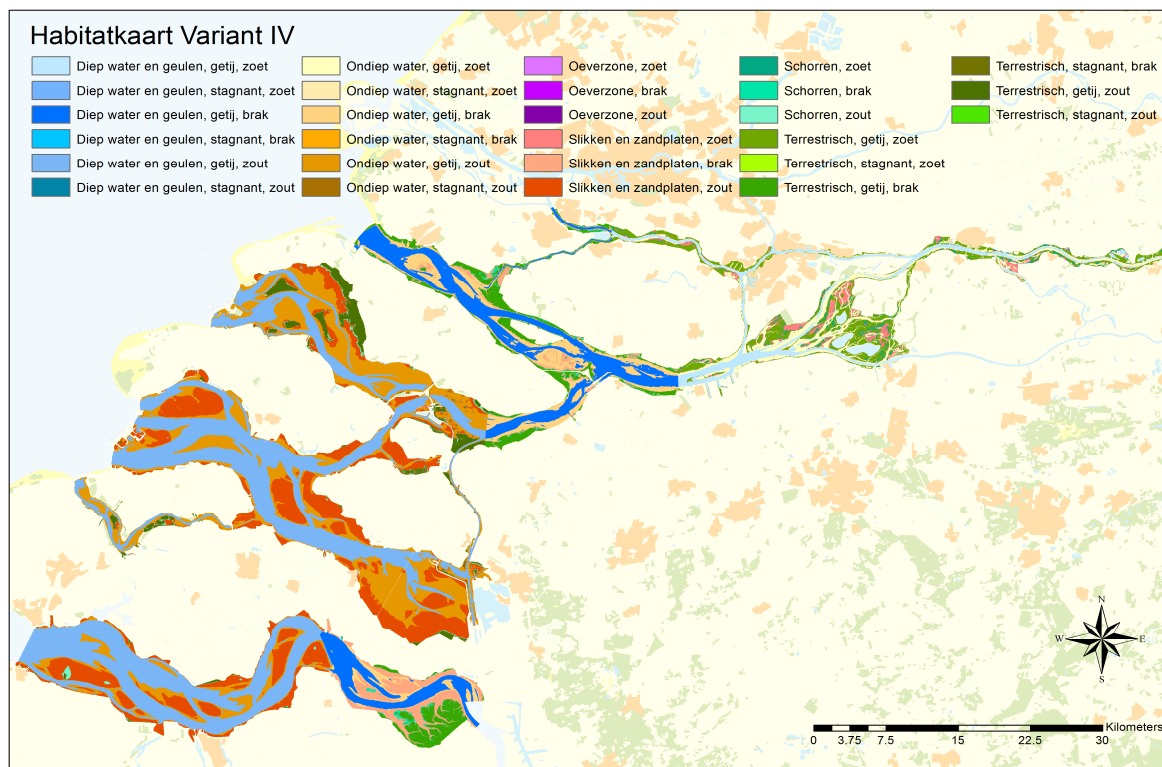 Habitatkaart Variant IV
Diep water en geulen, getij, zoet
Diep water en geulen, stagnant, zoet
Diep water en geulen, getij, brak
Diep water en geulen, stagnant, brak
Diep water en geulen, getij, zout
Diep water en geulen, stagnant, zout
Ondiep water, getij, zoet
Ondiep water, stagnant, zoet
Ondiep water, getij, brak
Ondiep water, stagnant, brak
Ondiep water, getij, zout
Ondiep water, stagnant, zout
Oeverzone, zoet
Oeverzone, brak
Oeverzone, zout
Slikken en zandplaten, zoet
Slikken en zandplaten, brak
Slikken en zandplaten, zout
Schorren, zoet
Schorren, brak
Schorren, zout
Terrestrisch, getij, zoet
Terrestrisch, stagnant, zoet
Terrestrisch, getij, brak
Terrestrisch, stagnant, brak
Terrestrisch, getij, zout
Terrestrisch, stagnant, zout
N
W E
S
Kilometers
0 3.75 7.5 15 22.5 30